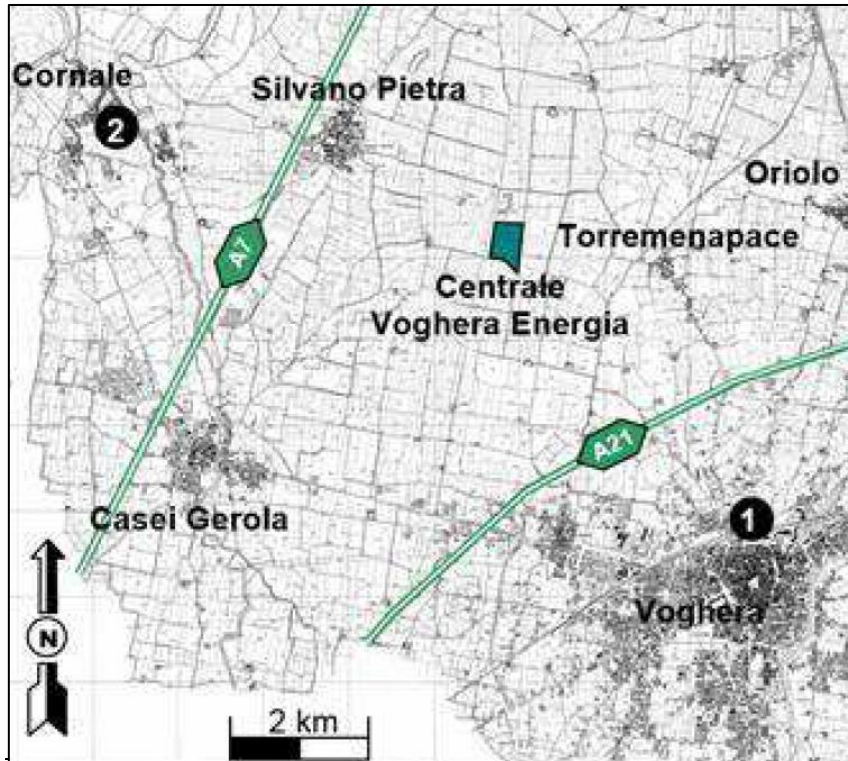 Cornale
2
Silvano Pietra
Oriolo
A7
Torremenapace
Centrale
Voghera Energia
A21
Casei Gerola
1
Voghera
N
2 km